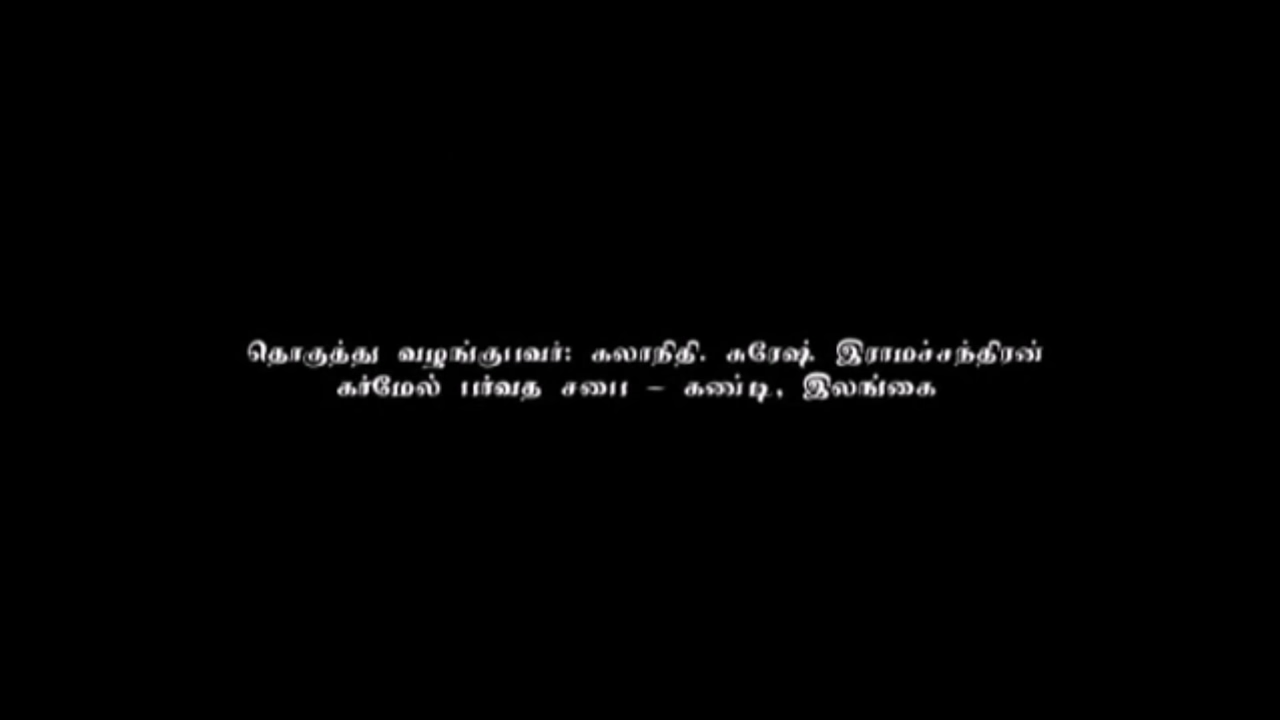 தொகுத்து வழங்குபவர்: கலாநிதி. சுரேஷ் இராமச்சந்திரன்
கர்மேல் பர்வத சபை – கண்டி, இலங்கை